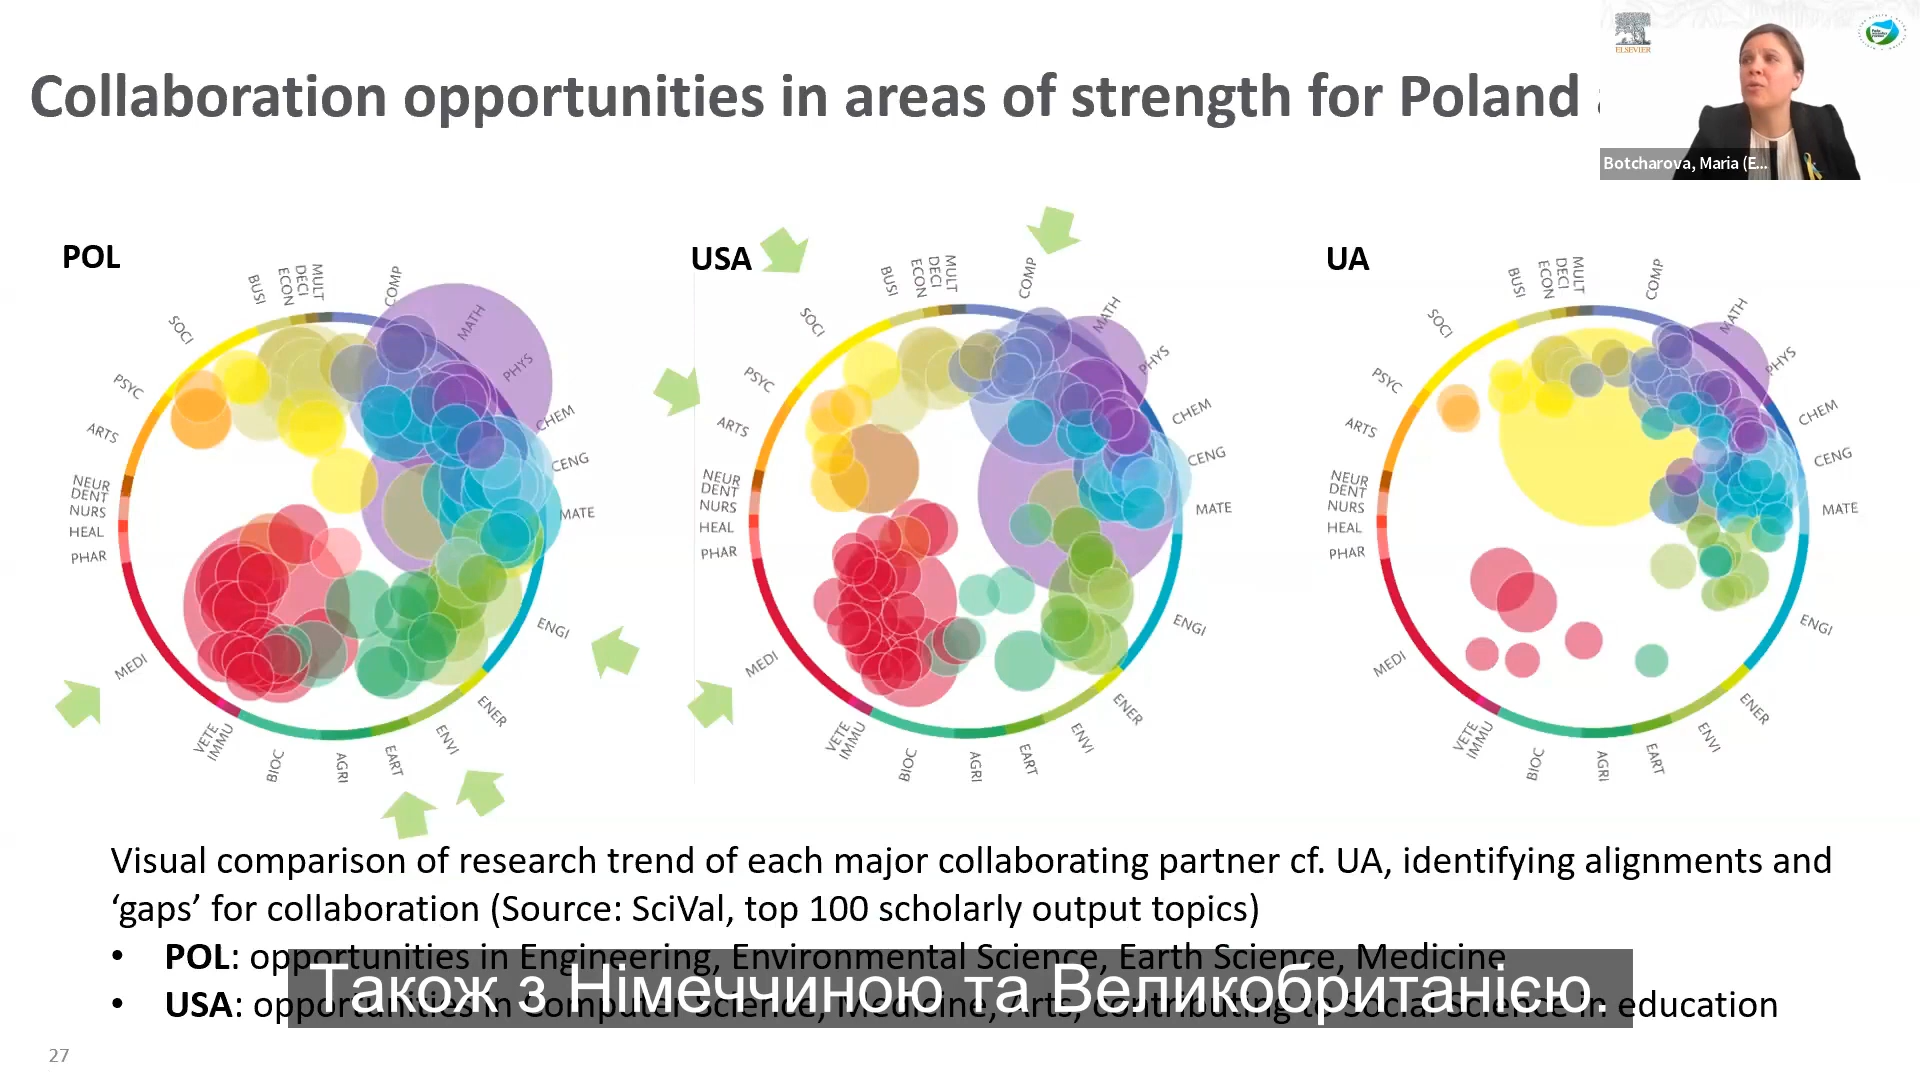 Collaboration opportunities in areas of strength for Poland
ELSEVIER
Botcharova, Maria (E...
POL
USA
UA
BUSI
ECON
DECI
MULT
COMP
MATH
PHYS
CHEM
CENG
MATE
ENGI
ENER
ENVI
EART
AGRI
BIOC
IMMU
VETE
MEDI
PHAR
HEAL
NURS
DENT
NEUR
ARTS
PSYC
SOCI
BUSI
ECON
DECI
MULT
COMP
MATH
PHYS
CHEM
CENG
MATE
ENGI
ENER
ENVI
EART
AGRI
BIOC
IMMU
VETE
MEDI
PHAR
HEAL
NURS
DENT
NEUR
ARTS
PSYC
SOCI
BUSI
ECON
DECI
MULT
COMP
MATH
PHYS
CHEM
CENG
MATE
ENGI
ENER
ENVI
EART
AGRI
BIOC
IMMU
VETE
MEDI
PHAR
HEAL
NURS
DENT
NEUR
ARTS
PSYC
SOCI
Visual comparison of research trend of each major collaborating partner cf. UA, identifying alignments and
‘gaps’ for collaboration (Source: SciVal, top 100 scholarly output topics)
• POL: opportunities in Engineering, Environmental Science, Earth Science, Medicine
• USA: opportunities in Computer Science, Medicine, Arts, contributing to Social Science in education
Також з Німеччиною та Великобританією.
27